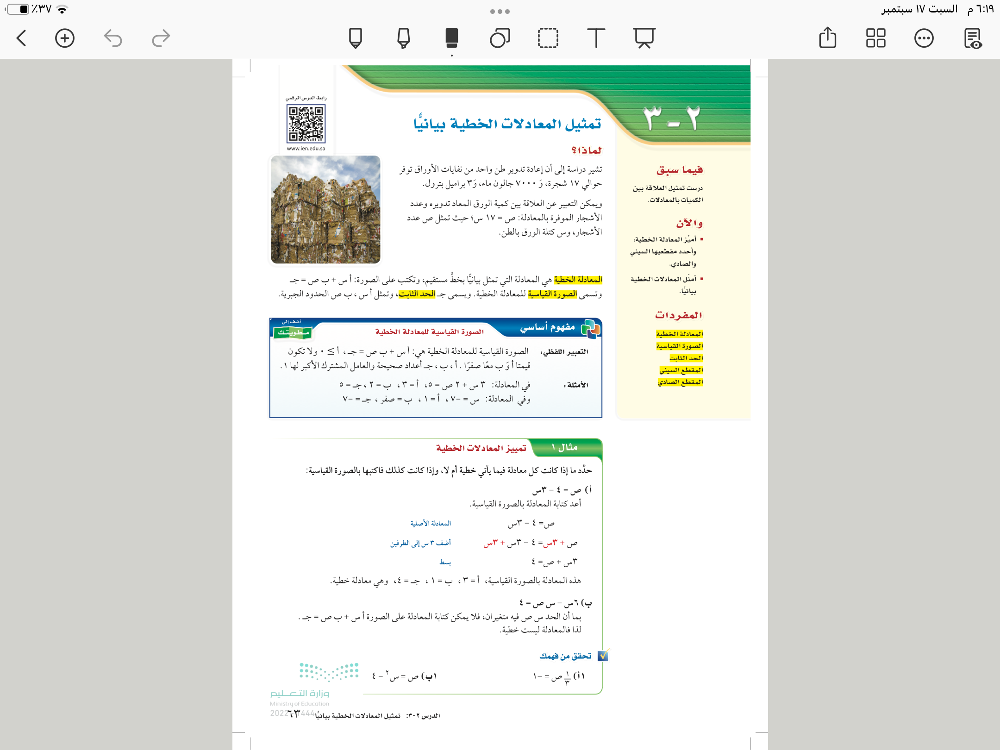 ٦:١٩ م السبت ١٧ سبتمبر
٪٣٧
T
٢-٣
رابط الدرس الرقمي
www.ien.edu.sa
تمثيل المعادلات الخطية بيانيًّا
لماذا؟
تشير دراسة إلى أن إعادة تدوير طن واحد من نفايات الأوراق توفر
حوالي ١٧ شجرة، وَ ٧٠٠٠ جالون ماء، وَ٣ براميل بترول.
ويمكن التعبير عن العلاقة بين كمية الورق المعاد تدويره وعدد
الأشجار الموفرة بالمعادلة: ص = ١٧ س؛ حيث تمثل ص عدد
الأشجار، وس كتلة الورق بالطن.
فيما سبق
درست تمثيل العلاقة بين
الكميات بالمعادلات.
والآن
▪ أميّز المعادلة الخطية،
وأحدد مقطعيها السيني
والصادي.
▪ أمثّل المعادلات الخطية
بيانيًّا.
المفردات
المعادلة الخطية
الصورة القياسية
الحد الثابت
المقطع السيني
المقطع الصادي
المعادلة الخطية هي المعادلة التي تمثل بيانيًّا بخطٍّ مستقيم، وتكتب على الصورة: أ س + ب ص = جـ
وتسمى الصورة القياسية للمعادلة الخطية. ويسمى جـ الحد الثابت، وتمثل أ س ، ب ص الحدود الجبرية.
مفهوم أساسي
الصورة القياسية للمعادلة الخطية
أضف إلى
مـطويتـك
التعبير اللفظي: الصورة القياسية للمعادلة الخطية هي: أ س + ب ص = جـ ، أ ≥ ٠ ولا تكون
قيمتا أ وَ ب معًا صفرًا . أ ، ب ، جـ أعداد صحيحة والعامل المشترك الأكبر لها ١.
الأمثلة: في المعادلة: ٣ س + ٢ ص = ٥، أ = ٣ ، ب = ٢ ، جـ = ٥
وفي المعادلة: س = -٧ ، أ = ١ ، ب = صفر ، جـ = -٧
مثال ١ تمييز المعادلات الخطية
حدِّد ما إذا كانت كل معادلة فيما يأتي خطية أم لا، وإذا كانت كذلك فاكتبها بالصورة القياسية:
أ) ص = ٤ - ٣س
أعد كتابة المعادلة بالصورة القياسية.
ص= ٤ - ٣س المعادلة الأصلية
ص + ٣س= ٤ - ٣س + ٣س أضف ٣ س إلى الطرفين
٣س + ص= ٤ بسط
هذه المعادلة بالصورة القياسية، أ = ٣ ، ب = ١ ، جـ = ٤، وهي معادلة خطية.
ب) ٦س - س ص = ٤
بما أن الحد س ص فيه متغيران، فلا يمكن كتابة المعادلة على الصورة أ س + ب ص = جـ .
لذا فالمعادلة ليست خطية.
تحقق من فهمك
١أ) ١/٣ ص = -١ ١ب) ص = س٢ - ٤
وزارة التعـــليم
Ministry of Education
2022 - 1444
الدرس ٢-٣: تمثيل المعادلات الخطية بيانيًّا ٦٣